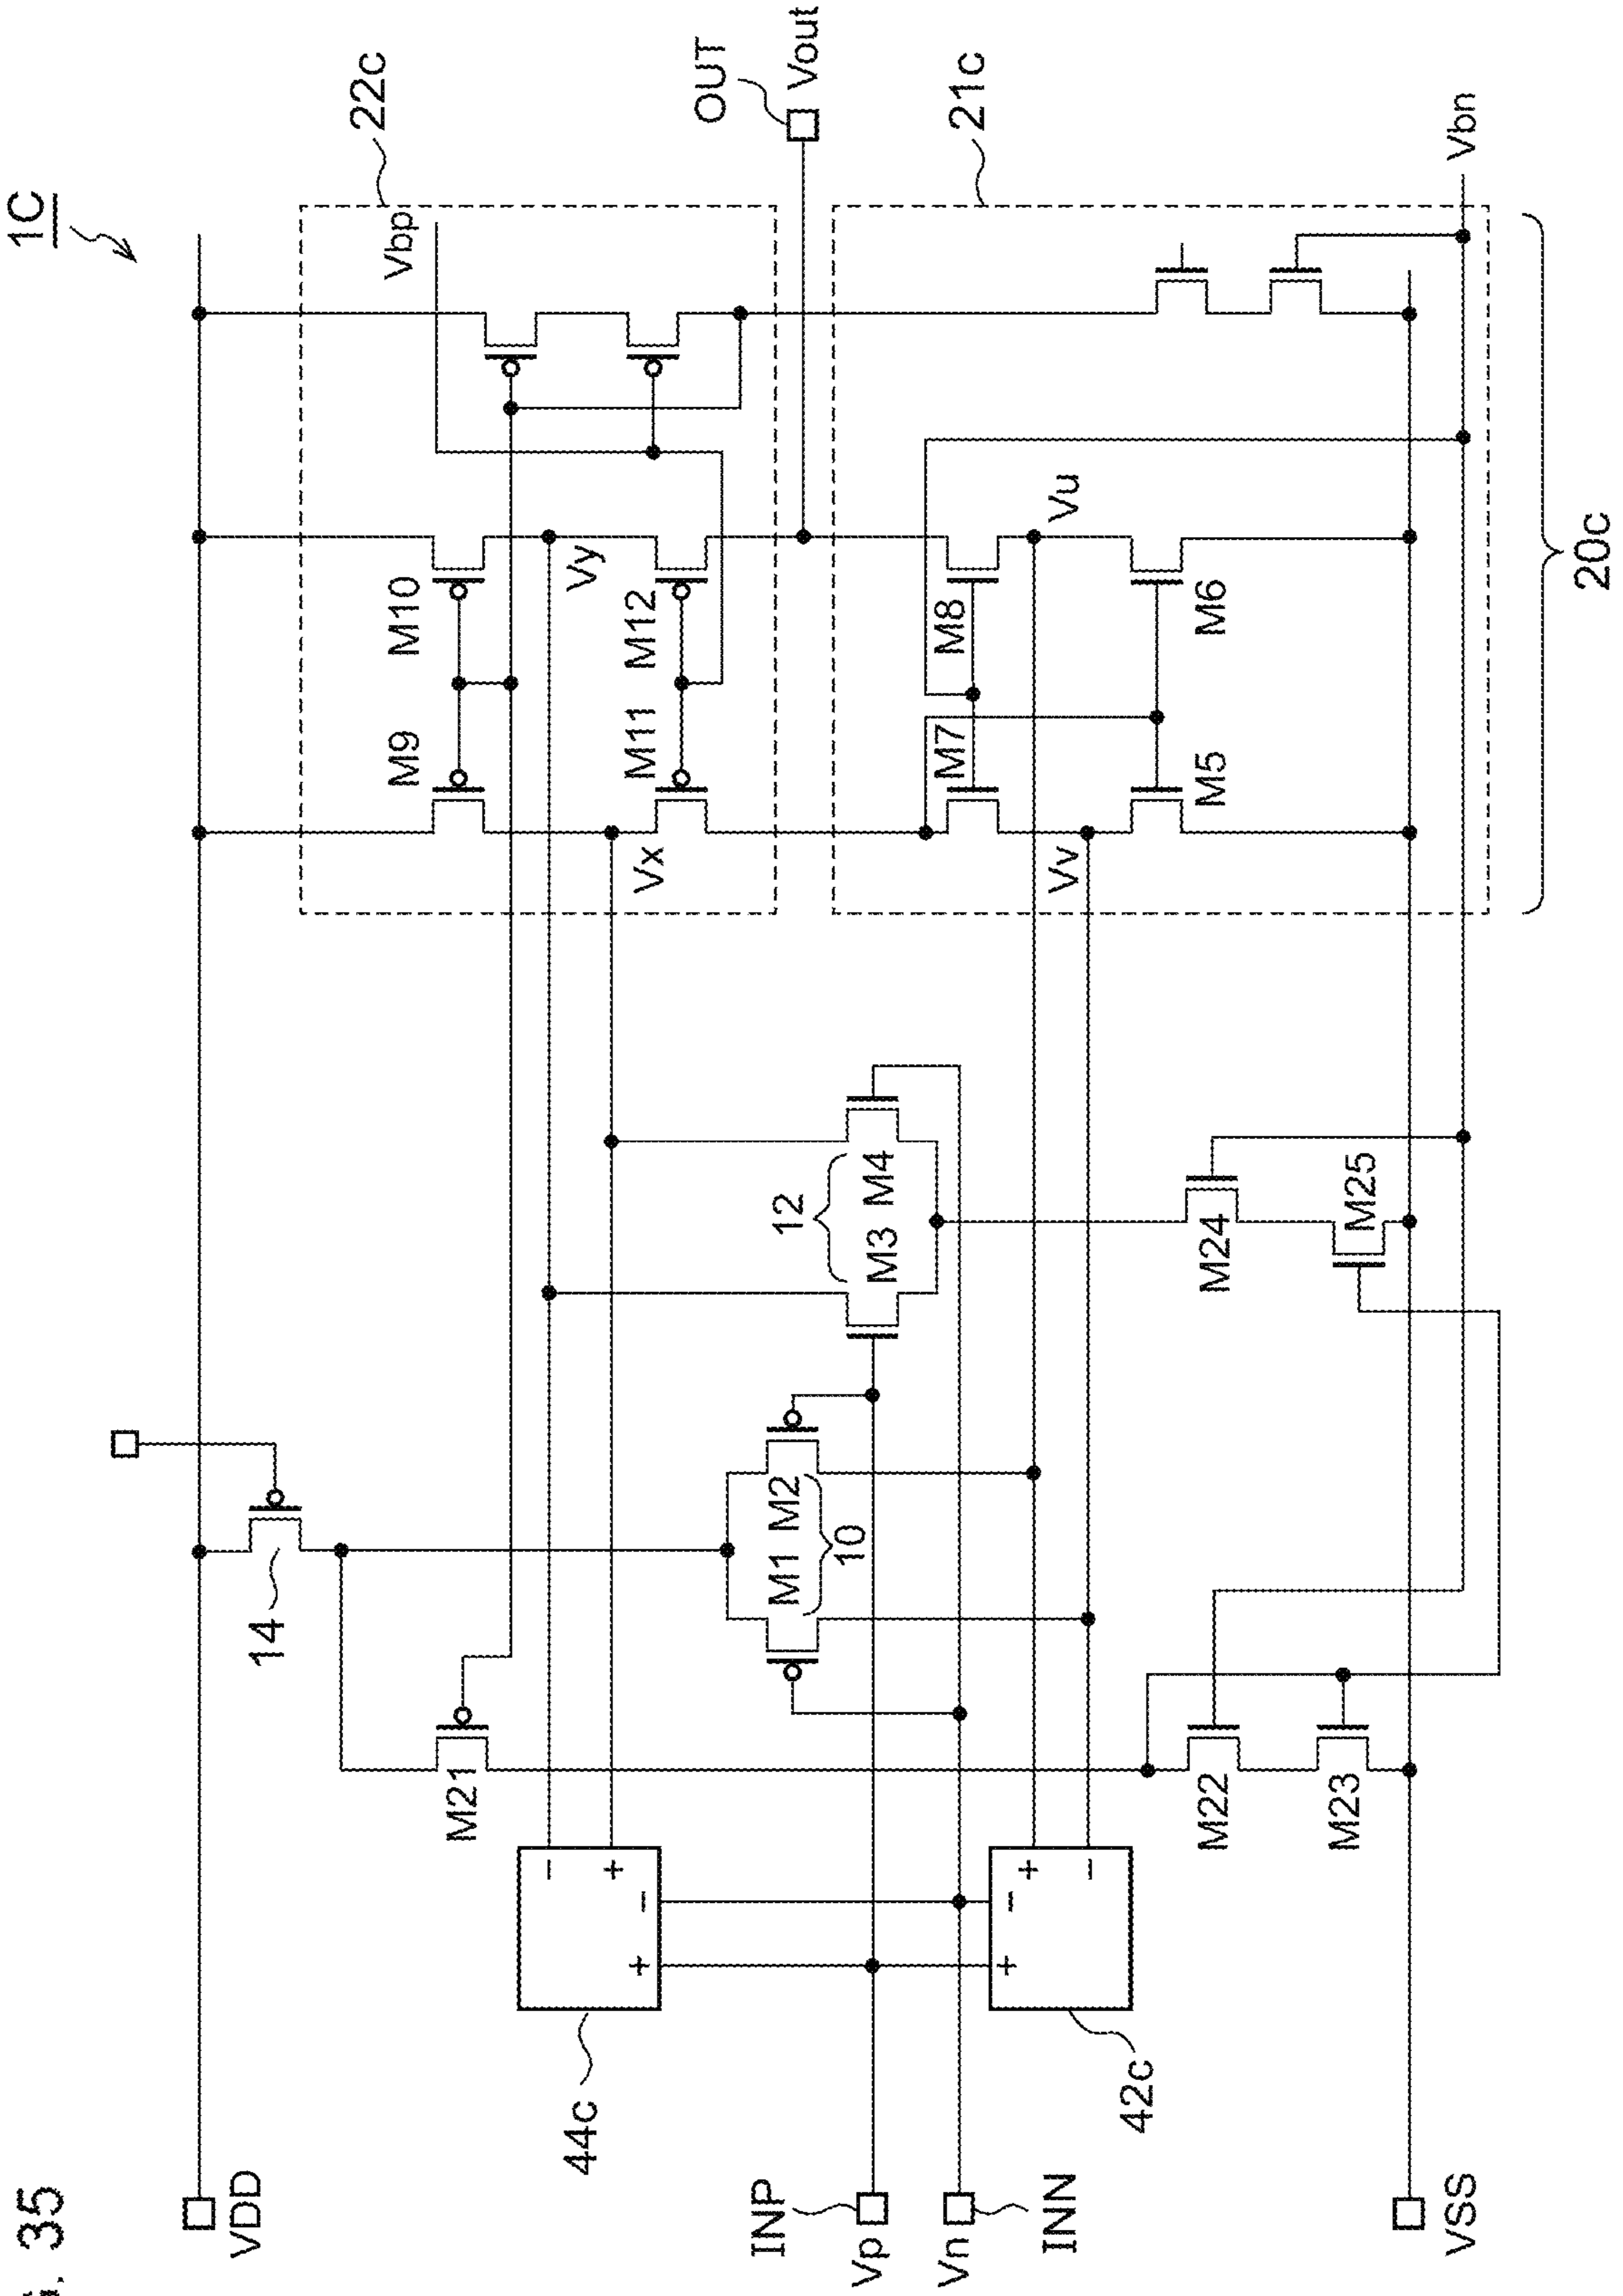 G. 35
1C
VDD
14
M21
44c
INP
Vp
Vn
INN
42c
VSS
M1 M2
10
12
M3 M4
M22
M23
M24
M25
22c
Vbp
M9
M10
Vy
Vx
M11
M12
OUT
Vout
21c
M7
M8
Vu
Vv
M5
M6
Vbn
20c
- +
+ -
+ -
+ -